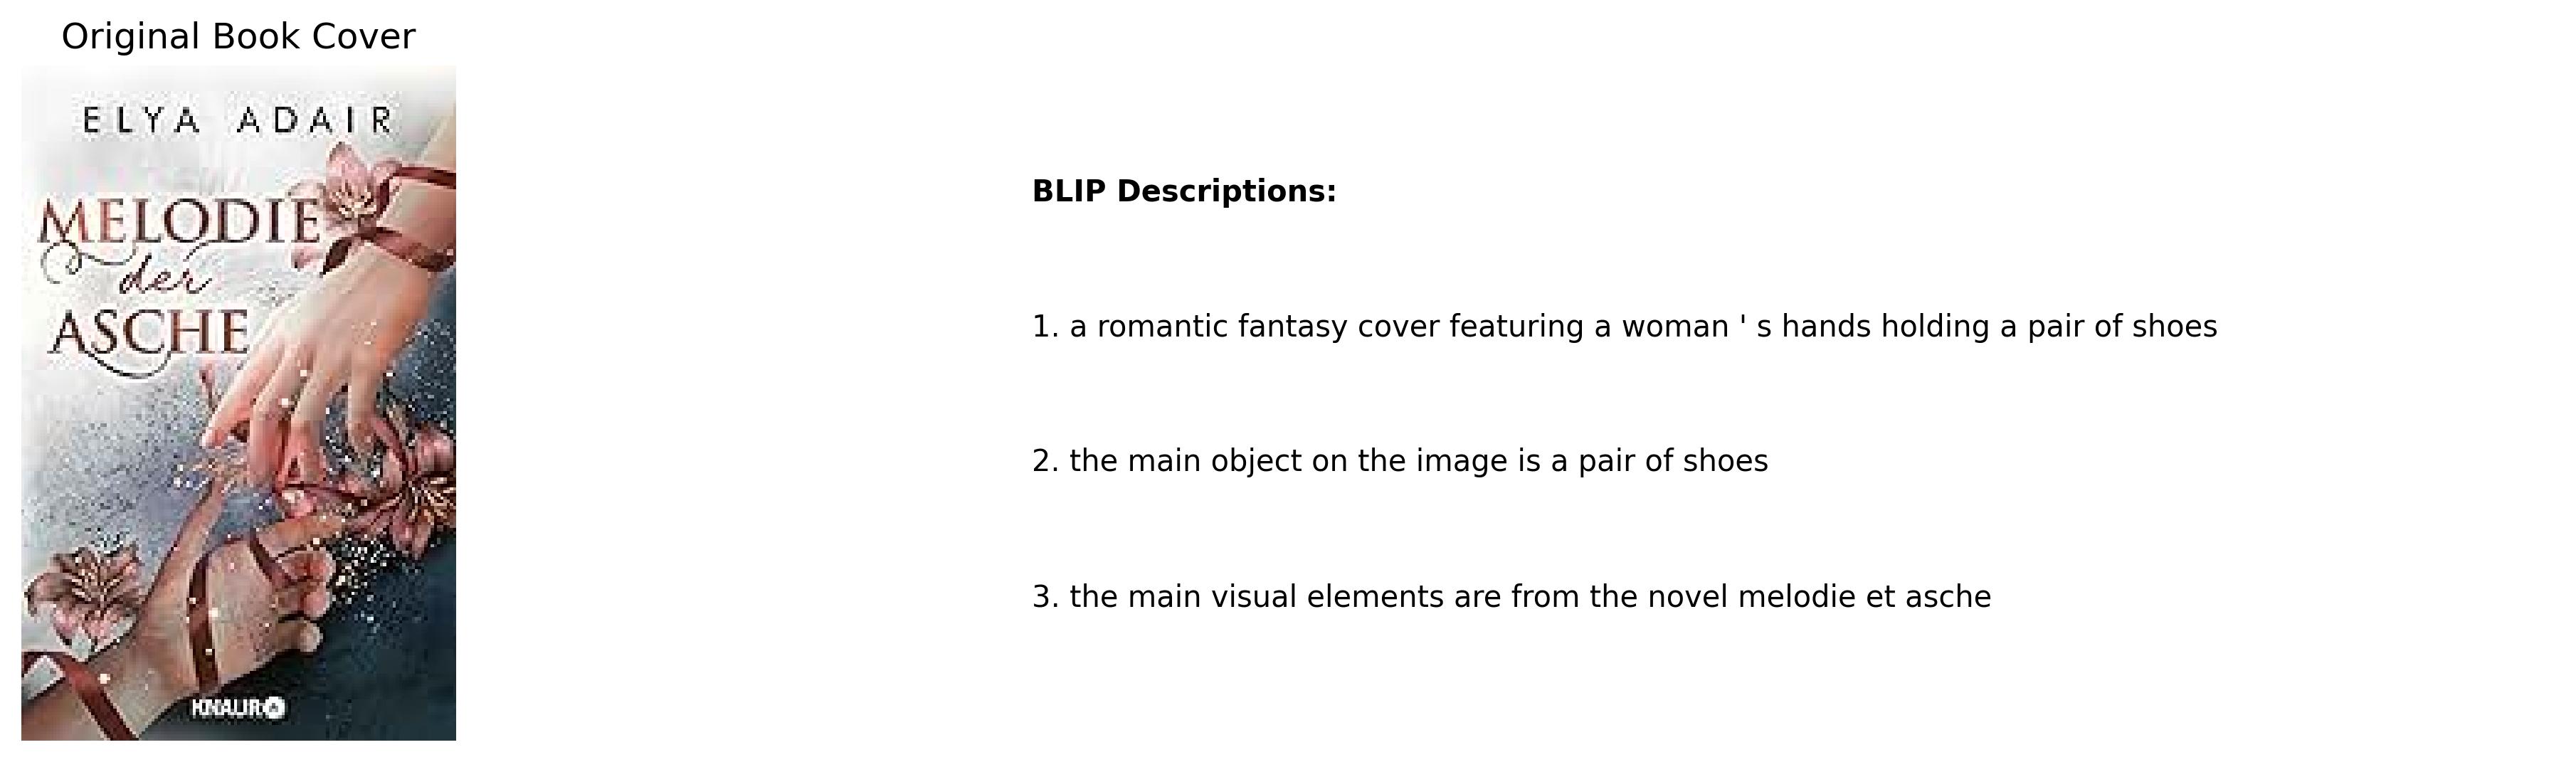 Original Book Cover
ELYA ADAIR
MELODIE
der
ASCHE
KNAUR
BLIP Descriptions:
1. a romantic fantasy cover featuring a woman ' s hands holding a pair of shoes
2. the main object on the image is a pair of shoes
3. the main visual elements are from the novel melodie et asche